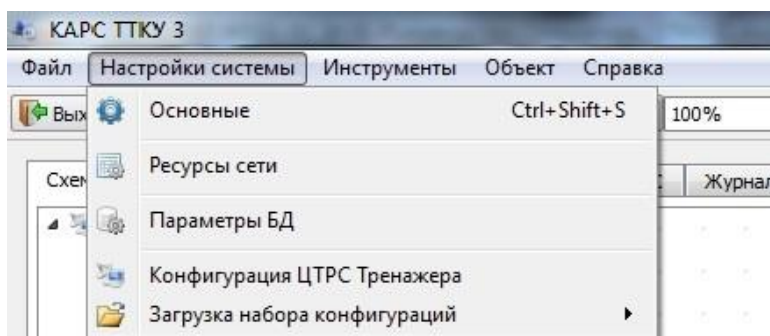 КАРС ТТКУ 3
Файл Настройки системы Инструменты Объект Справка
Основные Ctrl+Shift+S 100%
Ресурсы сети
Журнал
Параметры БД
Конфигурация ЦТРС Тренажера
Загрузка набора конфигураций